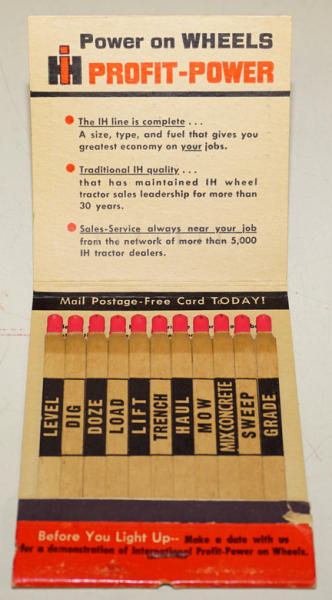 Power on WHEELS
IH PROFIT-POWER
The IH line is complete . . .
A size, type, and fuel that gives you
greatest economy on your jobs.
Traditional IH quality . . .
that has maintained IH wheel
tractor sales leadership for more
than 30 years.
Sales-Service always near your job
from the network of more than 5,000
IH tractor dealers.
Mail Postage-Free Card TODAY!
LEVEL
DIG
DOZE
LOAD
LIFT
TRENCH
HAUL
MOW
MIX CONCRETE
SWEEP
GRADE
Before You Light Up-- Make a date with us
for a demonstration of International Profit-Power on Wheels.